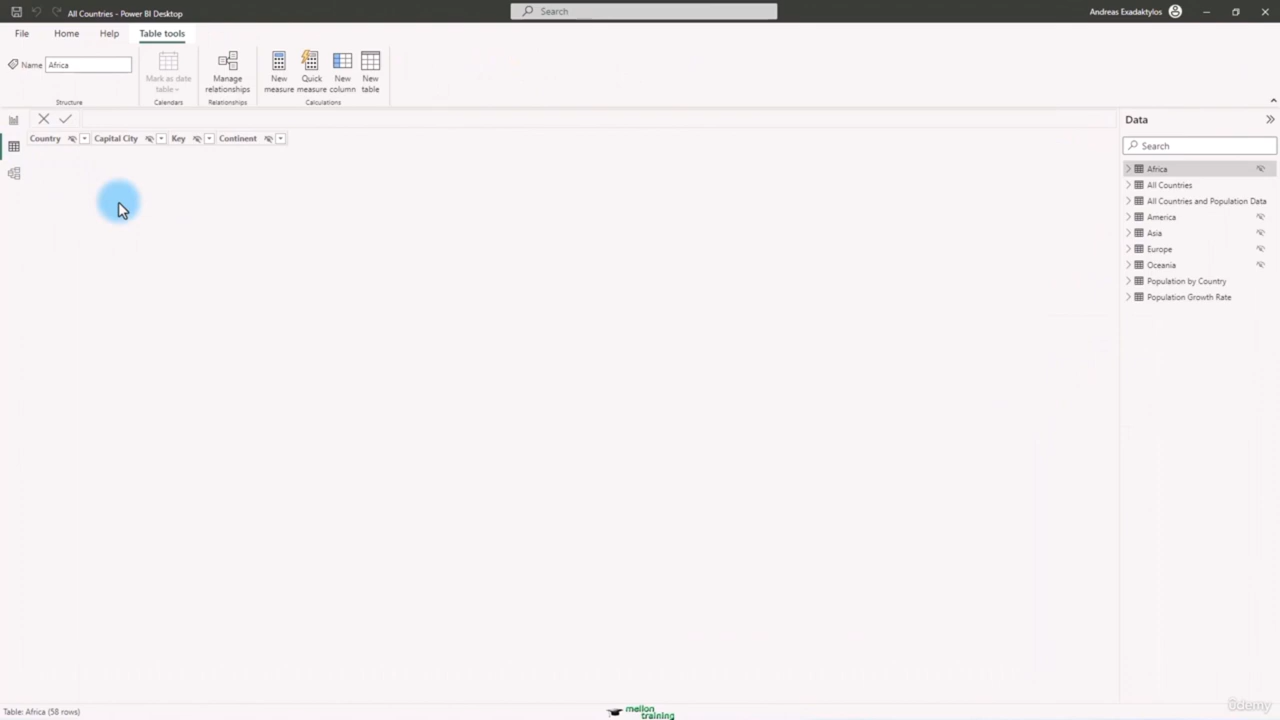 All Countries - Power BI Desktop
Search
Andreas Exadaktylos
File Home Help Table tools
Name Africa
Mark as date table
Manage relationships
New measure
Quick measure
New column
New table
Structure Calendars Relationships Calculations
Country Capital City Key Continent
Data
Search
Africa
All Countries
All Countries and Population Data
America
Asia
Europe
Oceania
Population by Country
Population Growth Rate
Table: Africa (58 rows)
mellon training
ûdemy